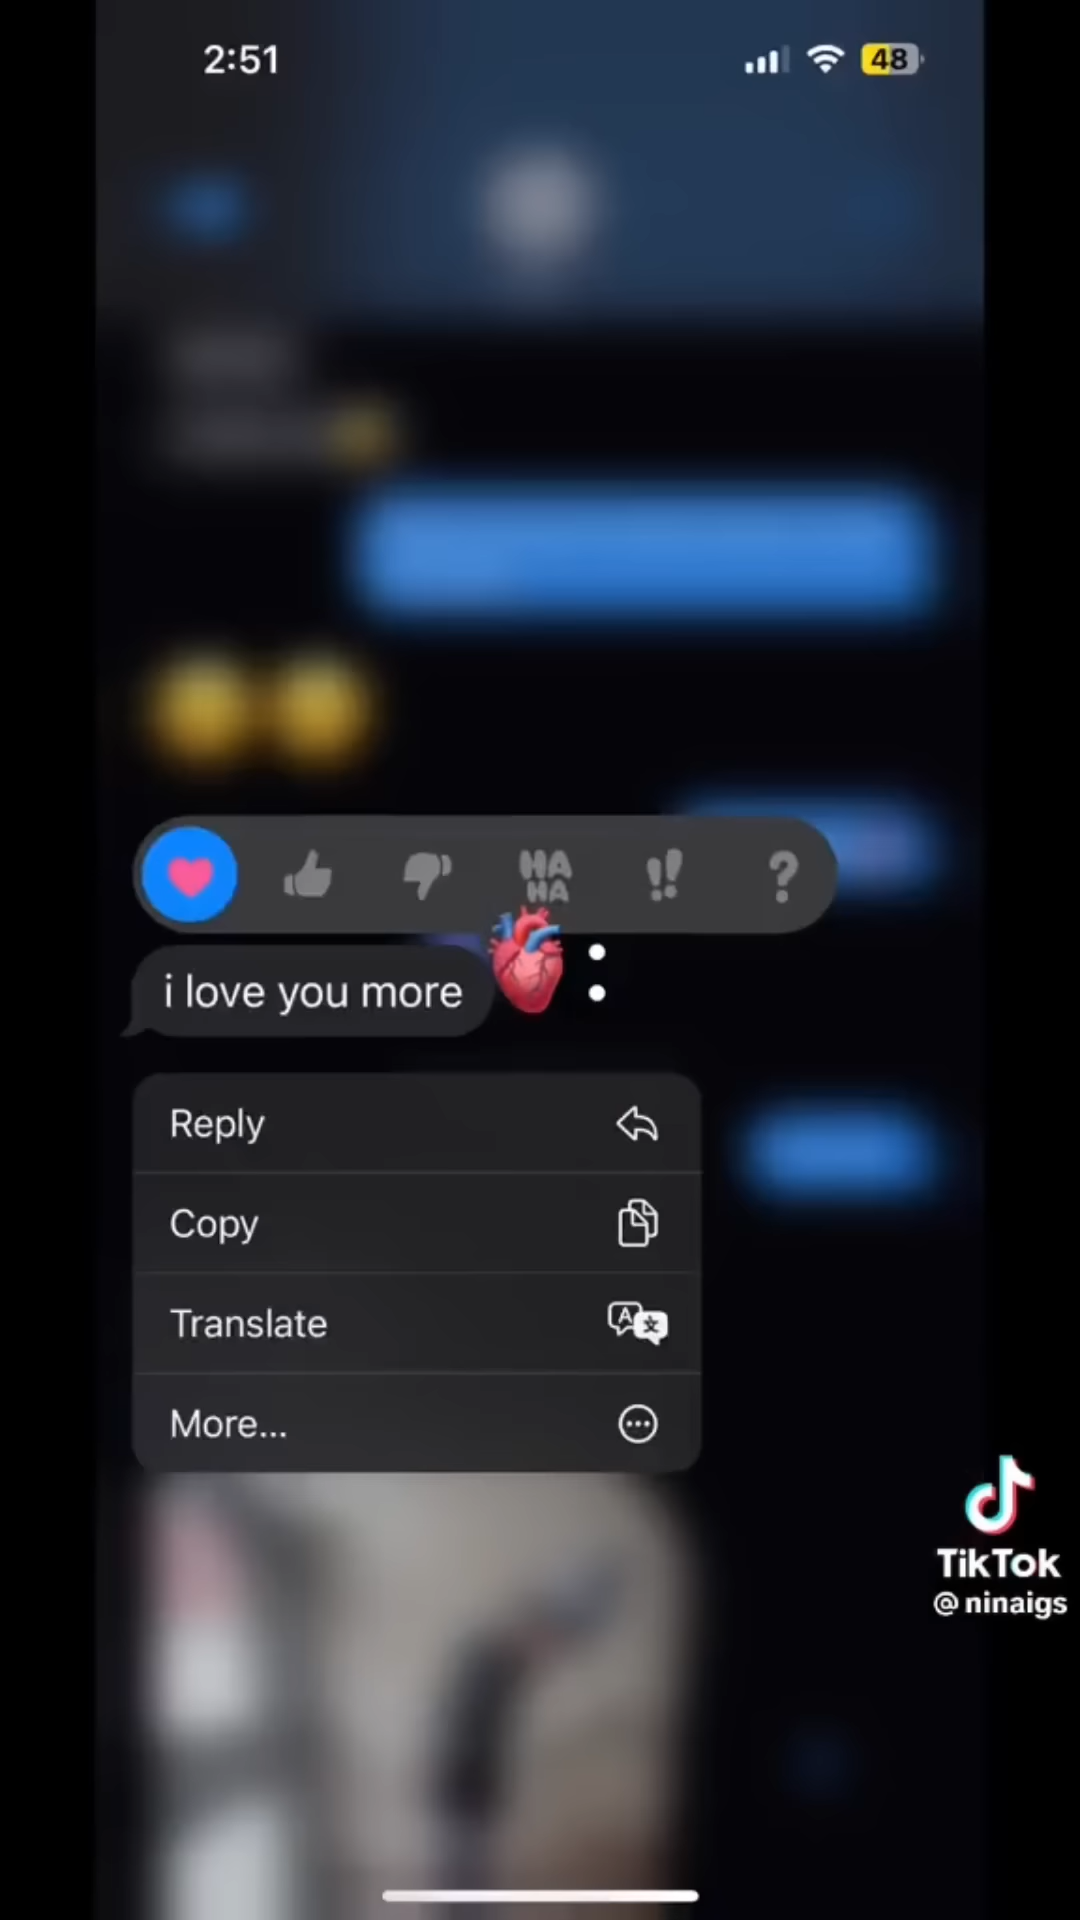 2:51
48
HA
HA
!!
?
i love you more
Reply
Copy
Translate
More...
TikTok
@ninaigs